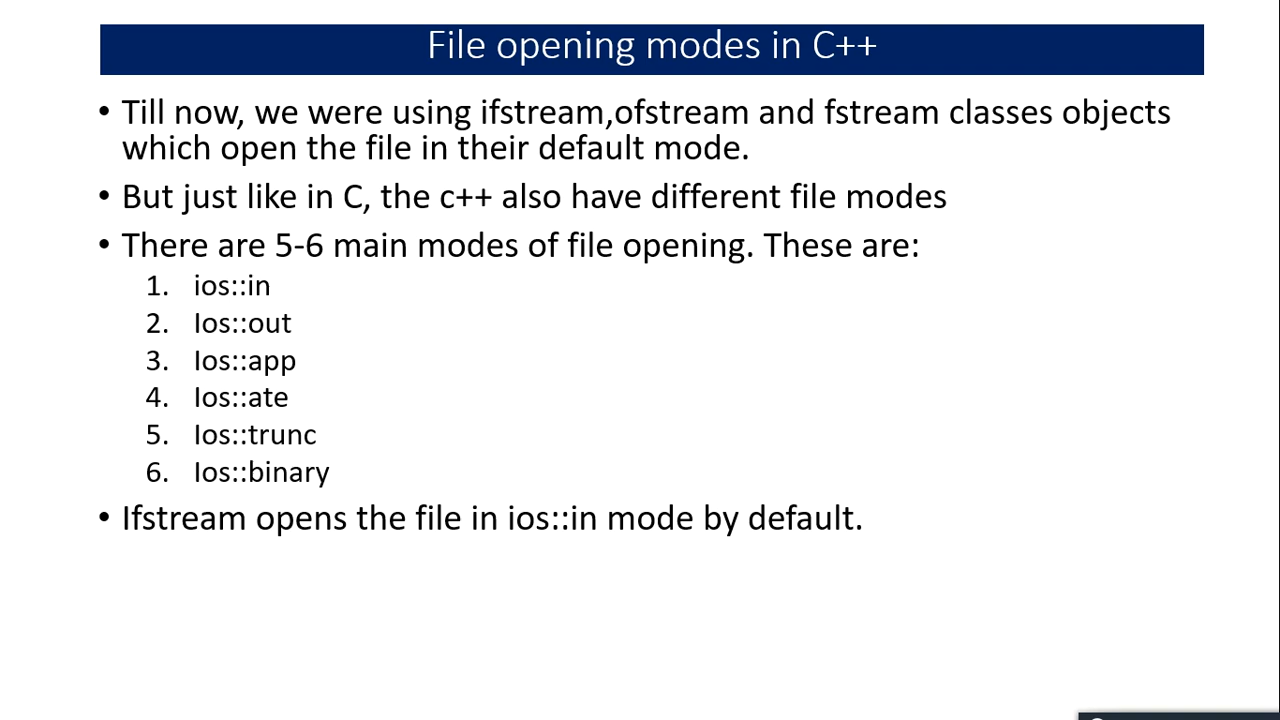 File opening modes in C++
• Till now, we were using ifstream,ofstream and fstream classes objects
which open the file in their default mode.
• But just like in C, the c++ also have different file modes
• There are 5-6 main modes of file opening. These are:
1. ios::in
2. Ios::out
3. Ios::app
4. Ios::ate
5. Ios::trunc
6. Ios::binary
• Ifstream opens the file in ios::in mode by default.